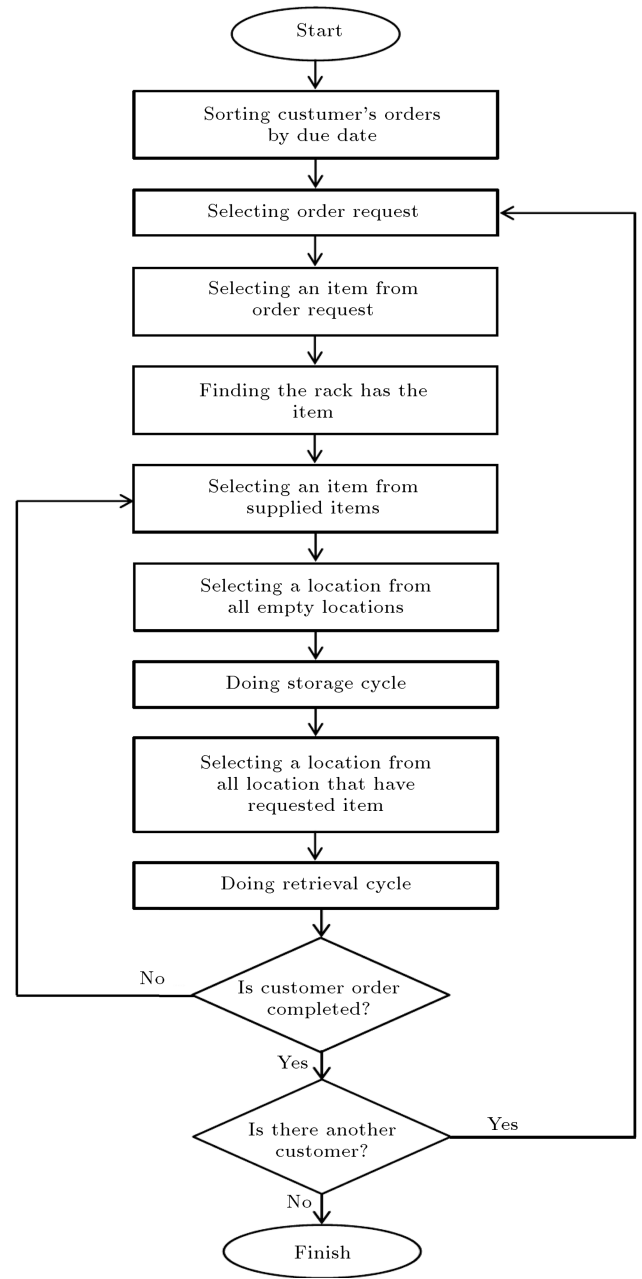 Start
Sorting custumer's orders
by due date
Selecting order request
Selecting an item from
order request
Finding the rack has the
item
Selecting an item from
supplied items
Selecting a location from
all empty locations
Doing storage cycle
Selecting a location from
all location that have
requested item
Doing retrieval cycle
No
Is customer order
completed?
Yes
Is there another
customer?
Yes
No
Finish